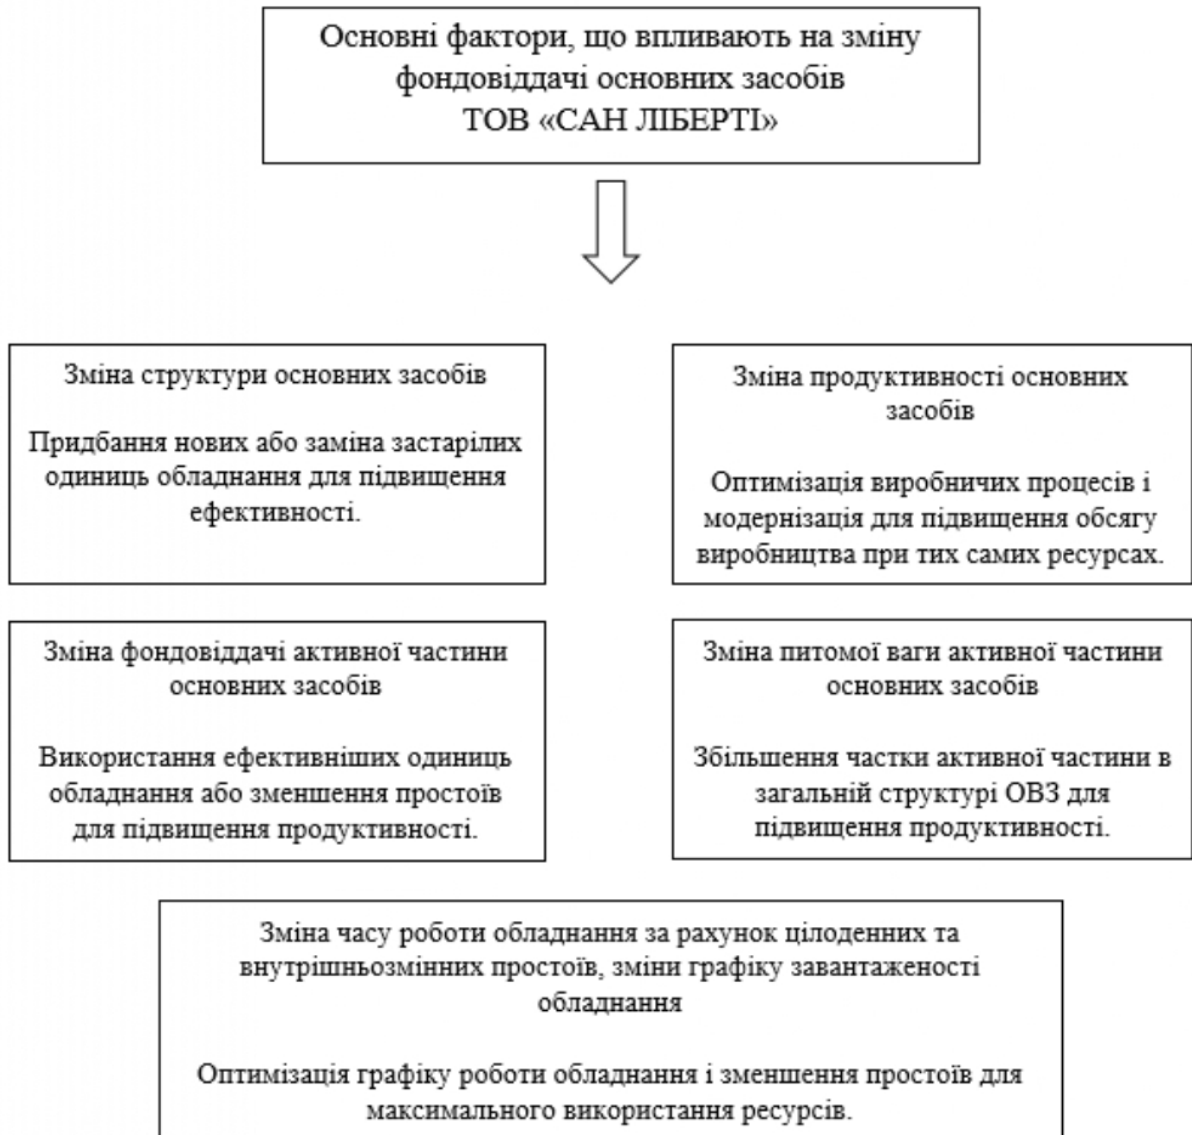 Основні фактори, що впливають на зміну
фондовіддачі основних засобів
ТОВ «САН ЛІБЕРТІ»
Зміна структури основних засобів
Придбання нових або заміна застарілих
одиниць обладнання для підвищення
ефективності.
Зміна продуктивності основних
засобів
Оптимізація виробничих процесів і
модернізація для підвищення обсягу
виробництва при тих самих ресурсах.
Зміна фондовіддачі активної частини
основних засобів
Використання ефективніших одиниць
обладнання або зменшення простоїв
для підвищення продуктивності.
Зміна питомої ваги активної частини
основних засобів
Збільшення частки активної частини в
загальній структурі ОВЗ для
підвищення продуктивності.
Зміна часу роботи обладнання за рахунок цілоденних та
внутрішньозмінних простоїв, зміни графіку завантаженості
обладнання
Оптимізація графіку роботи обладнання і зменшення простоїв для
максимального використання ресурсів.